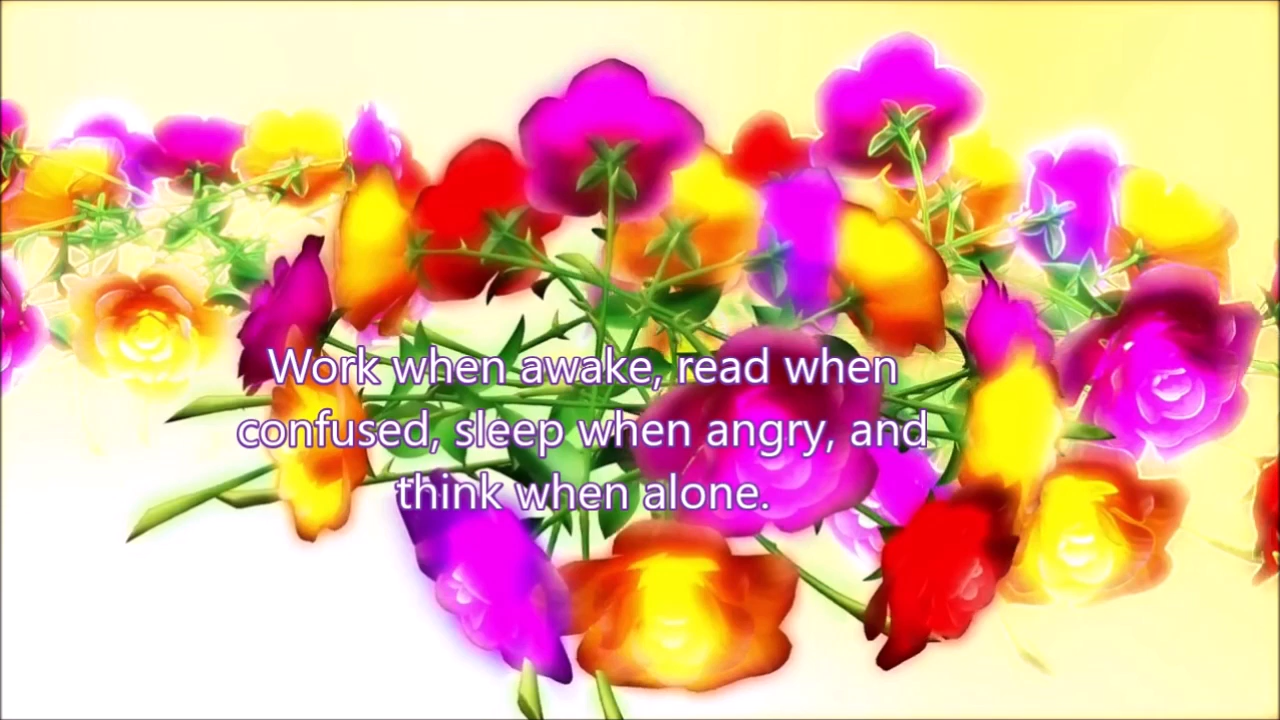 Work when awake, read when
confused, sleep when angry, and
think when alone.